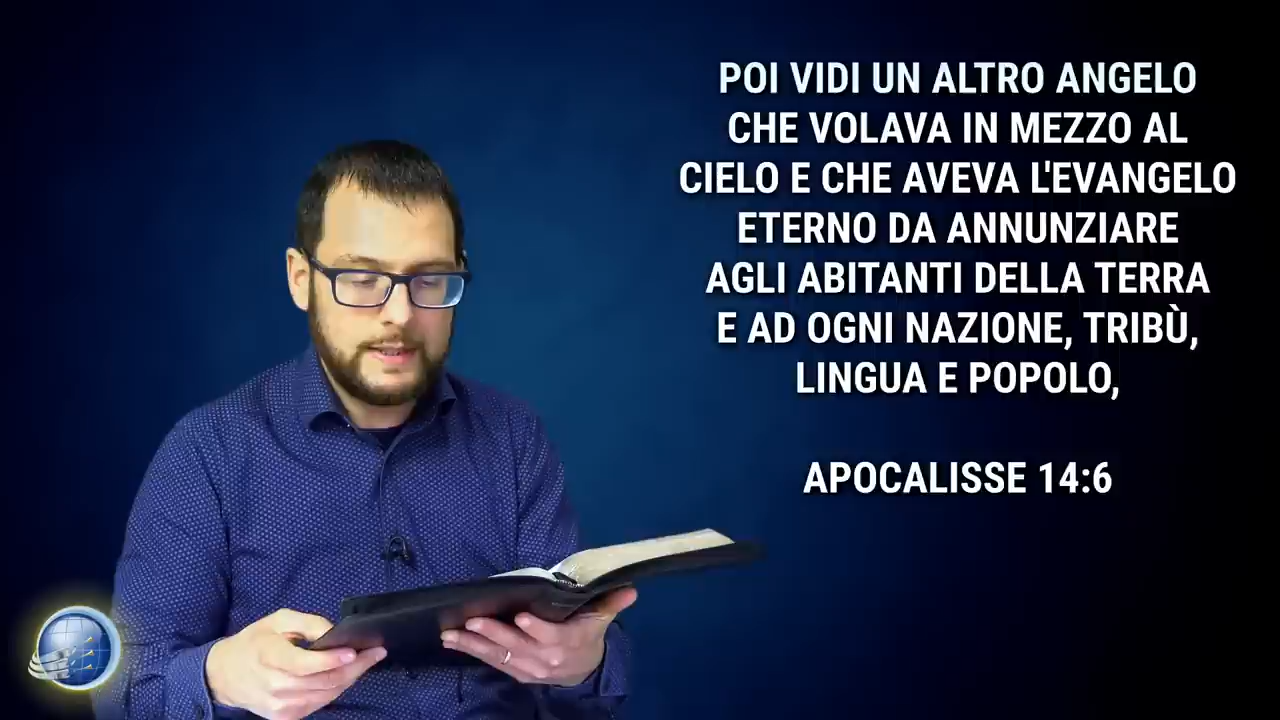 POI VIDI UN ALTRO ANGELO
CHE VOLAVA IN MEZZO AL
CIELO E CHE AVEVA L'EVANGELO
ETERNO DA ANNUNZIARE
AGLI ABITANTI DELLA TERRA
E AD OGNI NAZIONE, TRIBÙ,
LINGUA E POPOLO,
APOCALISSE 14:6